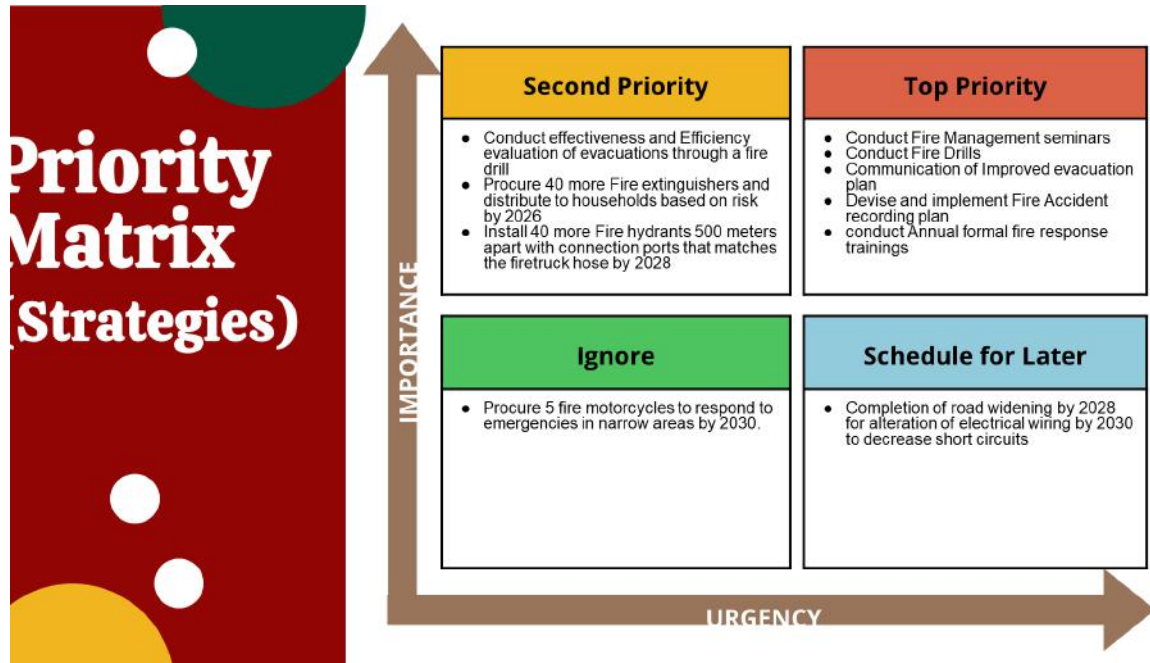 Priority
Matrix
(Strategies)
IMPORTANCE
Second Priority
● Conduct effectiveness and Efficiency
evaluation of evacuations through a fire
drill
● Procure 40 more Fire extinguishers and
distribute to households based on risk
by 2026
● Install 40 more Fire hydrants 500 meters
apart with connection ports that matches
the firetruck hose by 2028
Top Priority
● Conduct Fire Management seminars
● Conduct Fire Drills
● Communication of Improved evacuation
plan
● Devise and implement Fire Accident
recording plan
● conduct Annual formal fire response
trainings
Ignore
● Procure 5 fire motorcycles to respond to
emergencies in narrow areas by 2030.
Schedule for Later
● Completion of road widening by 2028
for alteration of electrical wiring by 2030
to decrease short circuits
URGENCY